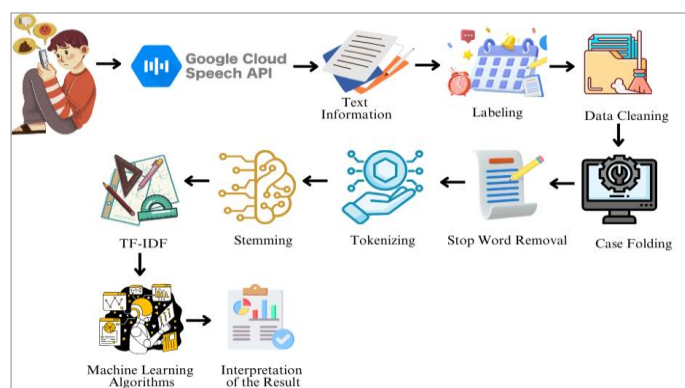 Google Cloud
Speech API
Text
Information
Labeling
Data Cleaning
TF-IDF
Stemming
Tokenizing
Stop Word Removal
Case Folding
Machine Learning
Algorithms
Interpretation
of the Result